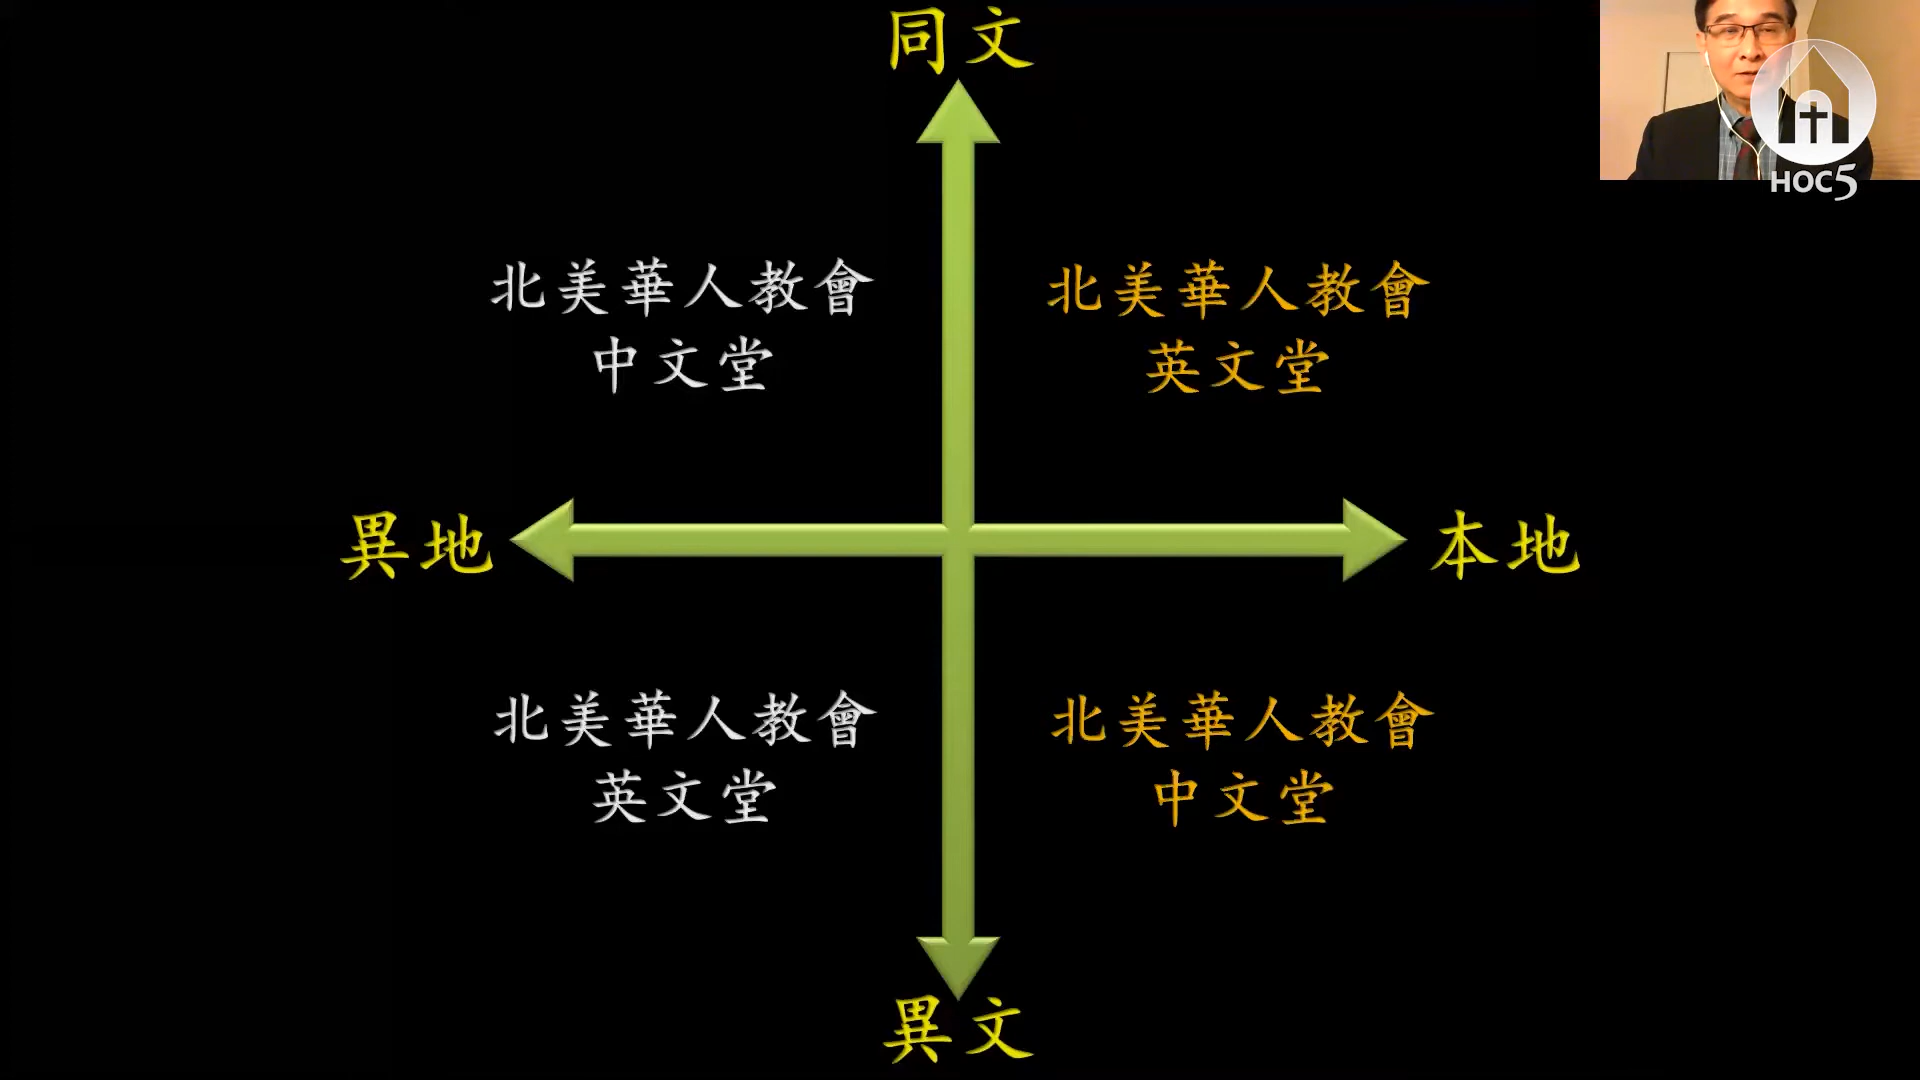 同文
北美華人教會
中文堂
北美華人教會
英文堂
異地
本地
北美華人教會
英文堂
北美華人教會
中文堂
異文
HOC5